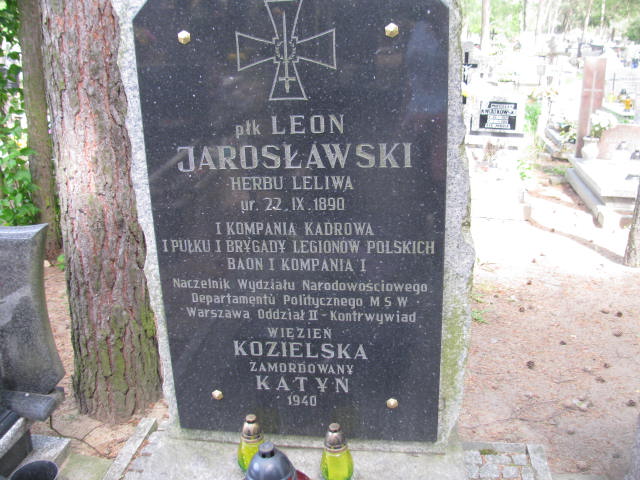 płk LEON
JAROSŁAWSKI
HERBU LELIWA
ur. 22.IX.1890
I KOMPANIA KADROWA
I PUŁKU I BRYGADY LEGIONÓW POLSKICH
BAON I KOMPANIA I
Naczelnik Wydziału Narodowościowego
Departamentu Politycznego MSW
Warszawa Oddział II - Kontrwywiad
WIĘZIEŃ
KOZIELSKA
ZAMORDOWANY
KATYŃ
1940